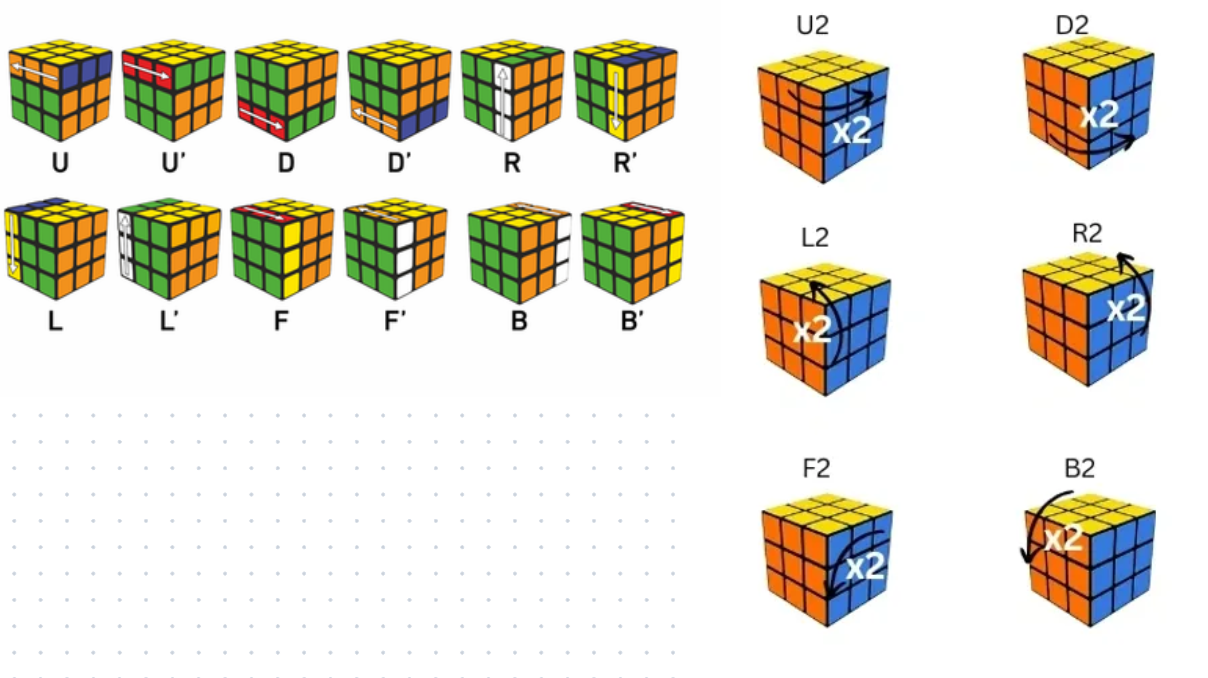 U U’ D D’ R R’
L L’ F F’ B B’
U2 D2
x2 x2
L2 R2
x2 x2
F2 B2
x2 x2